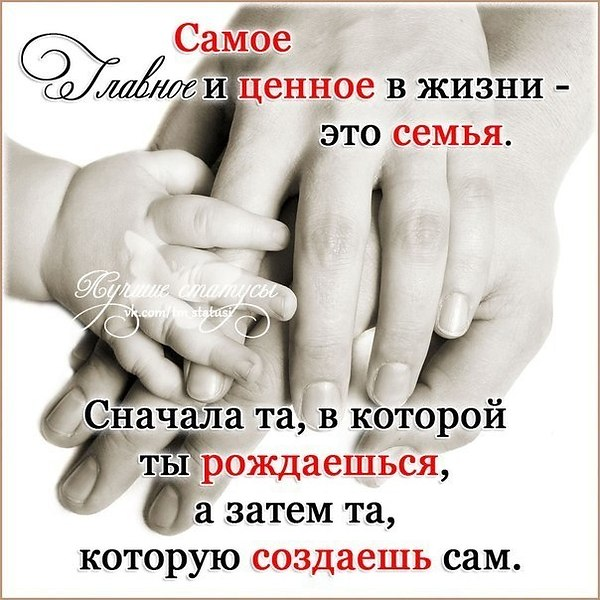 Самое
Главное и ценное в жизни -
это семья.
Лучшие статусы
vk.com/tm_statusi
Сначала та, в которой
ты рождаешься,
а затем та,
которую создаешь сам.